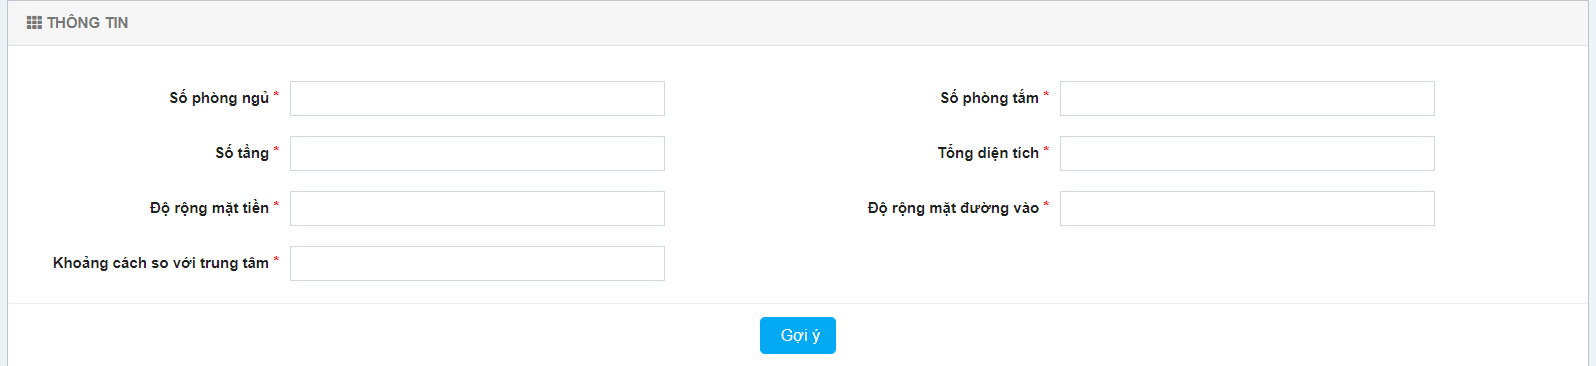 THÔNG TIN
Số phòng ngủ *
Số phòng tắm *
Số tầng *
Tổng diện tích *
Độ rộng mặt tiền *
Độ rộng mặt đường vào *
Khoảng cách so với trung tâm *
Gợi ý